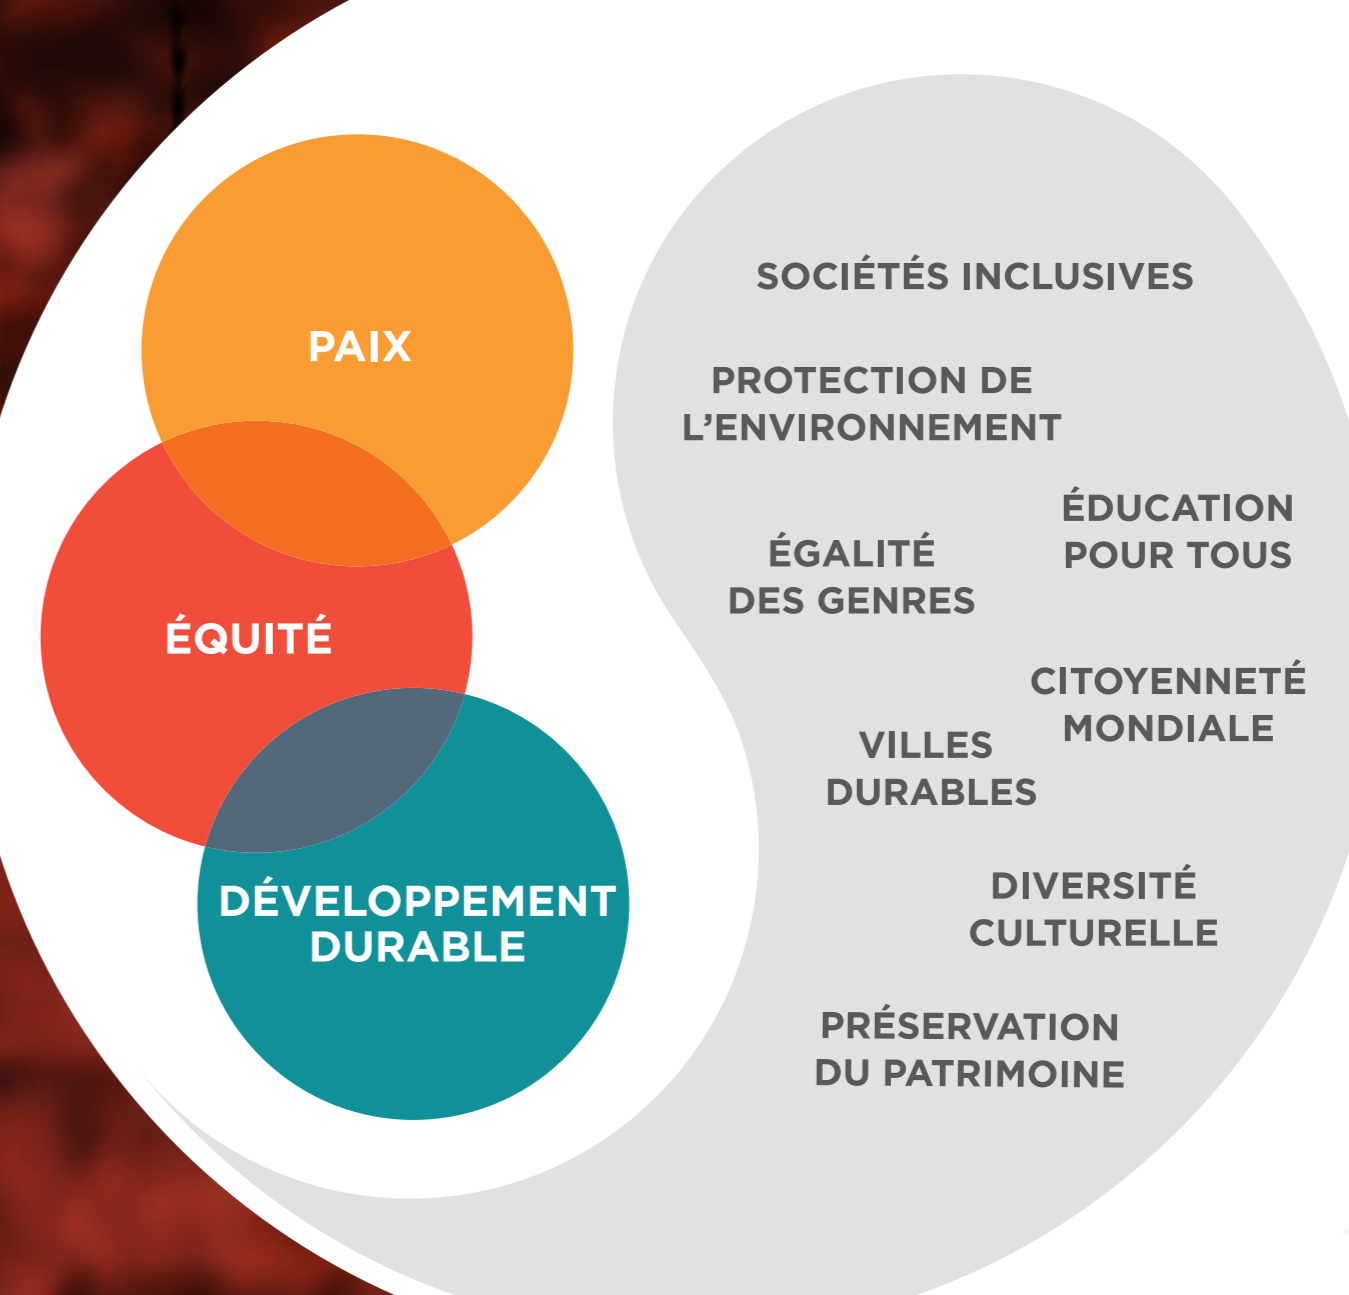 PAIX
ÉQUITÉ
DÉVELOPPEMENT
DURABLE
SOCIÉTÉS INCLUSIVES
PROTECTION DE
L’ENVIRONNEMENT
ÉDUCATION
POUR TOUS
ÉGALITÉ
DES GENRES
CITOYENNETÉ
MONDIALE
VILLES
DURABLES
DIVERSITÉ
CULTURELLE
PRÉSERVATION
DU PATRIMOINE